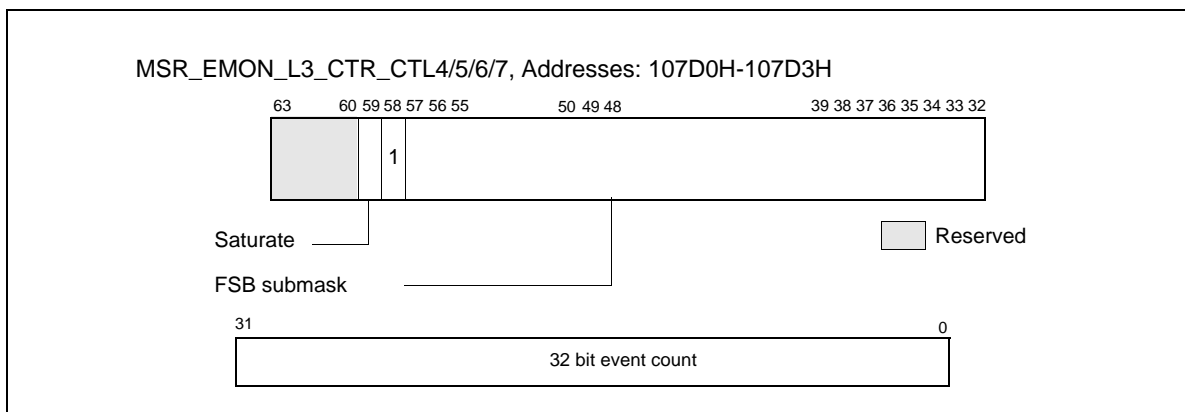 MSR_EMON_L3_CTR_CTL4/5/6/7, Addresses: 107D0H-107D3H
63 60 59 58 57 56 55 50 49 48 39 38 37 36 35 34 33 32
1
Saturate
Reserved
FSB submask
31 0
32 bit event count